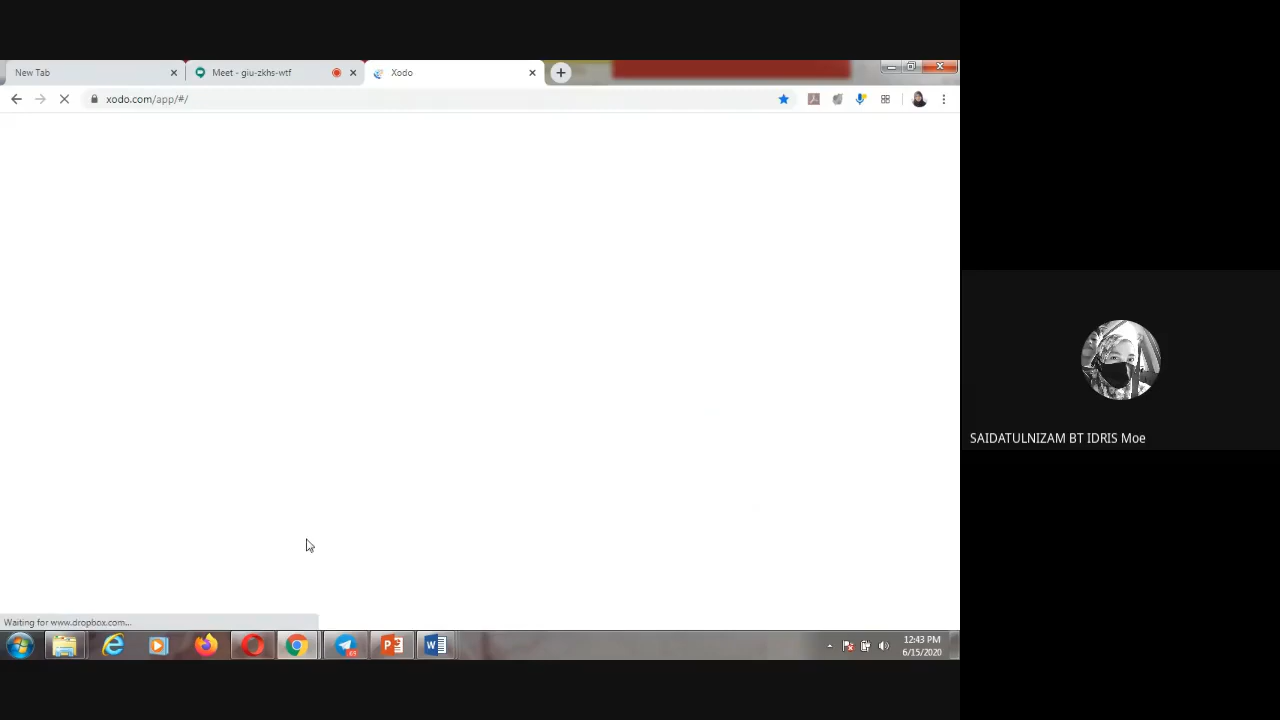 New Tab
Meet - giu-zkhs-wtf
Xodo
xodo.com/app/#/
SAIDATULNIZAM BT IDRIS Moe
Waiting for www.dropbox.com...
12:43 PM
6/15/2020